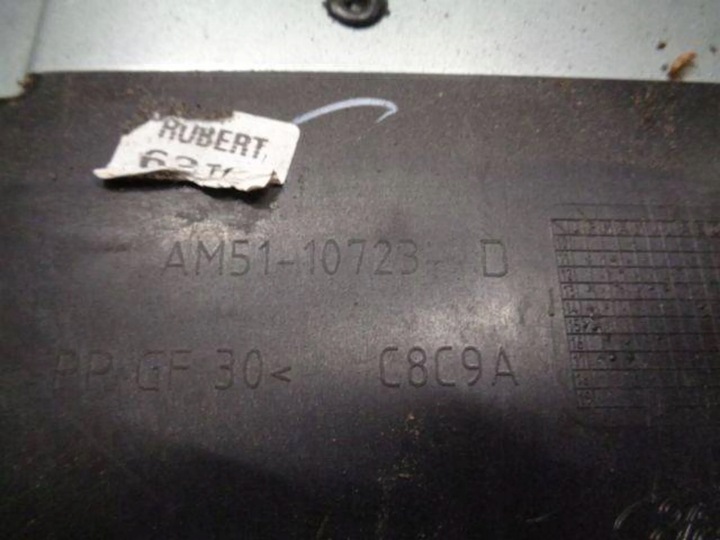 RUBERT
AM51-10723- D
PP GF 30< C8C9A